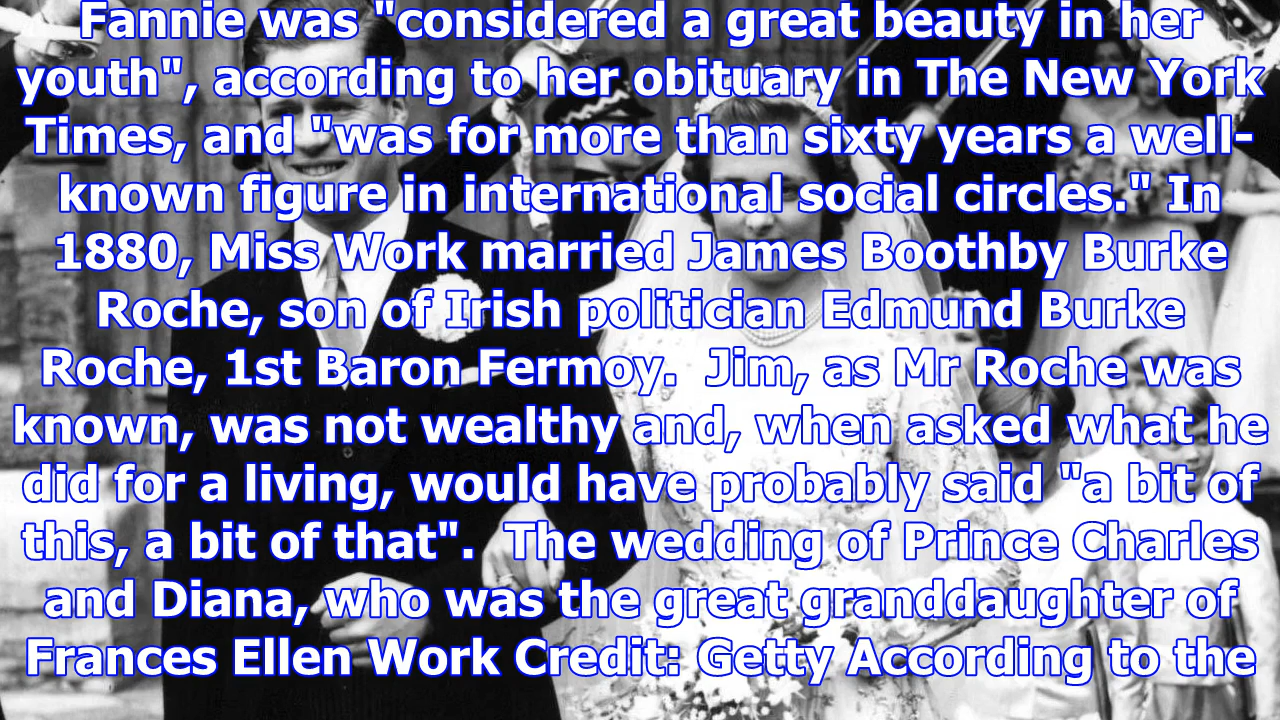 Fannie was "considered a great beauty in her
youth", according to her obituary in The New York
Times, and "was for more than sixty years a well-
known figure in international social circles." In
1880, Miss Work married James Boothby Burke
Roche, son of Irish politician Edmund Burke
Roche, 1st Baron Fermoy.  Jim, as Mr Roche was
known, was not wealthy and, when asked what he
did for a living, would have probably said "a bit of
this, a bit of that".  The wedding of Prince Charles
and Diana, who was the great granddaughter of
Frances Ellen Work Credit: Getty According to the